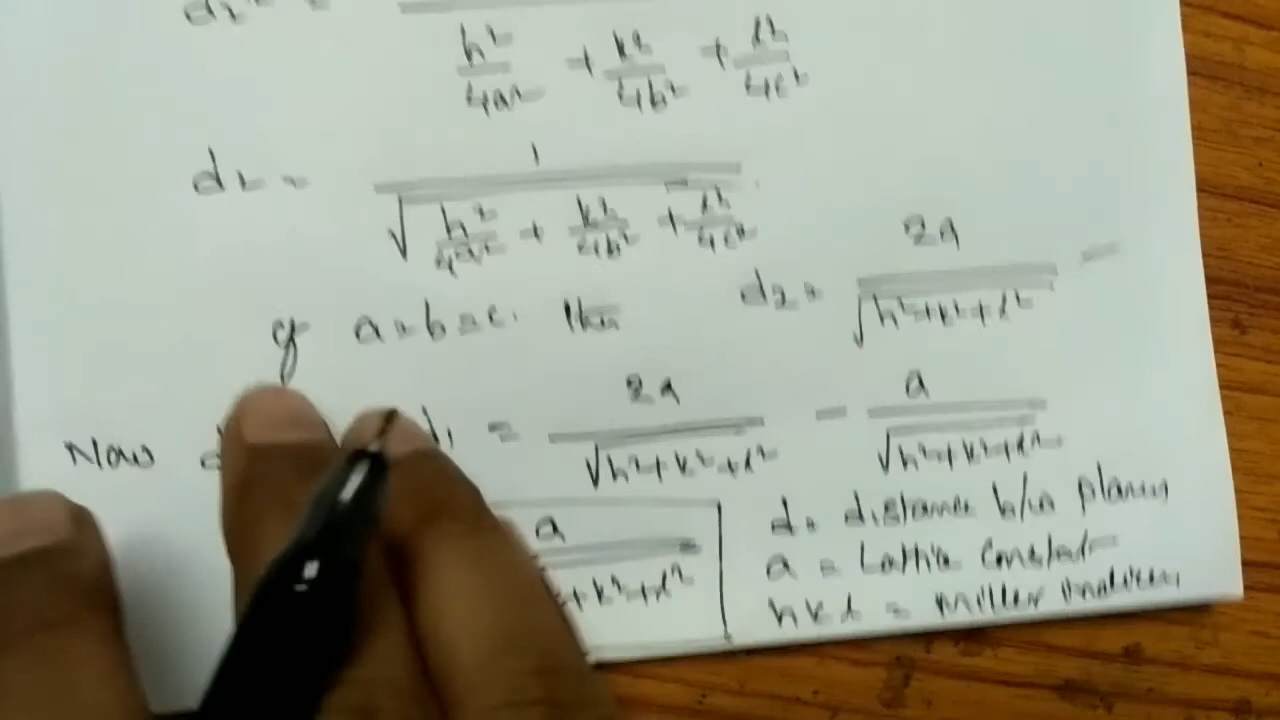 d₂² =
h²/4a² + k²/4b² + l²/4c²
d₂ = 1/√(h²/4a² + k²/4b² + l²/4c²)
If a=b=c. then d₂ = 2a/√(h²+k²+l²) –
Now d₁ = 2a/√(h²+k²+l²) – a/√(h²+k²+l²)
a/ +k²+l²
d = distance b/w planes
a = Lattice Constant
hkl = miller indices,